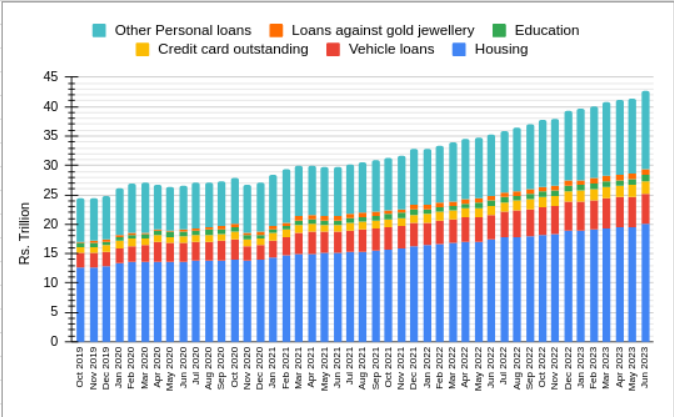 Other Personal loans Loans against gold jewellery Education
Credit card outstanding Vehicle loans Housing
45
40
35
30
25
20
15
10
5
0
Rs. Trillion
Oct 2019
Nov 2019
Dec 2019
Jan 2020
Feb 2020
Mar 2020
Apr 2020
May 2020
Jun 2020
Jul 2020
Aug 2020
Sep 2020
Oct 2020
Nov 2020
Dec 2020
Jan 2021
Feb 2021
Mar 2021
Apr 2021
May 2021
Jun 2021
Jul 2021
Aug 2021
Sep 2021
Oct 2021
Nov 2021
Dec 2021
Jan 2022
Feb 2022
Mar 2022
Apr 2022
May 2022
Jun 2022
Jul 2022
Aug 2022
Sep 2022
Oct 2022
Nov 2022
Dec 2022
Jan 2023
Feb 2023
Mar 2023
Apr 2023
May 2023
Jun 2023